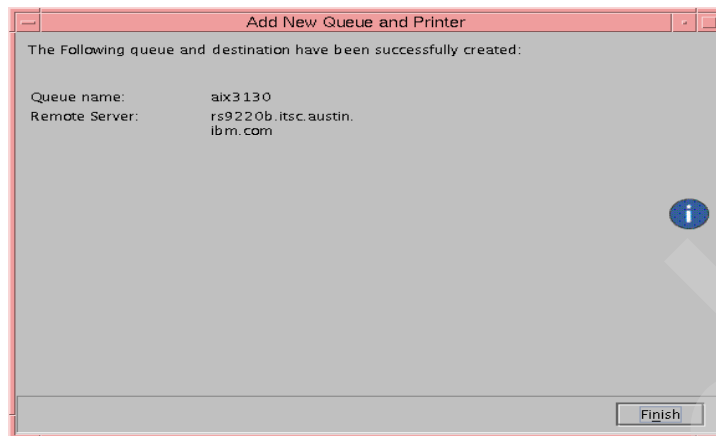 Add New Queue and Printer
The Following queue and destination have been successfully created:
Queue name: aix3130
Remote Server: rs9220b.itsc.austin.
ibm.com
i
Finish